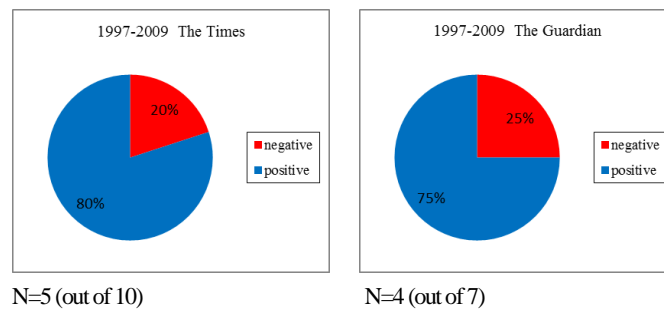 1997-2009 The Times
20%
80%
negative
positive
N=5 (out of 10)
1997-2009 The Guardian
25%
75%
negative
positive
N=4 (out of 7)